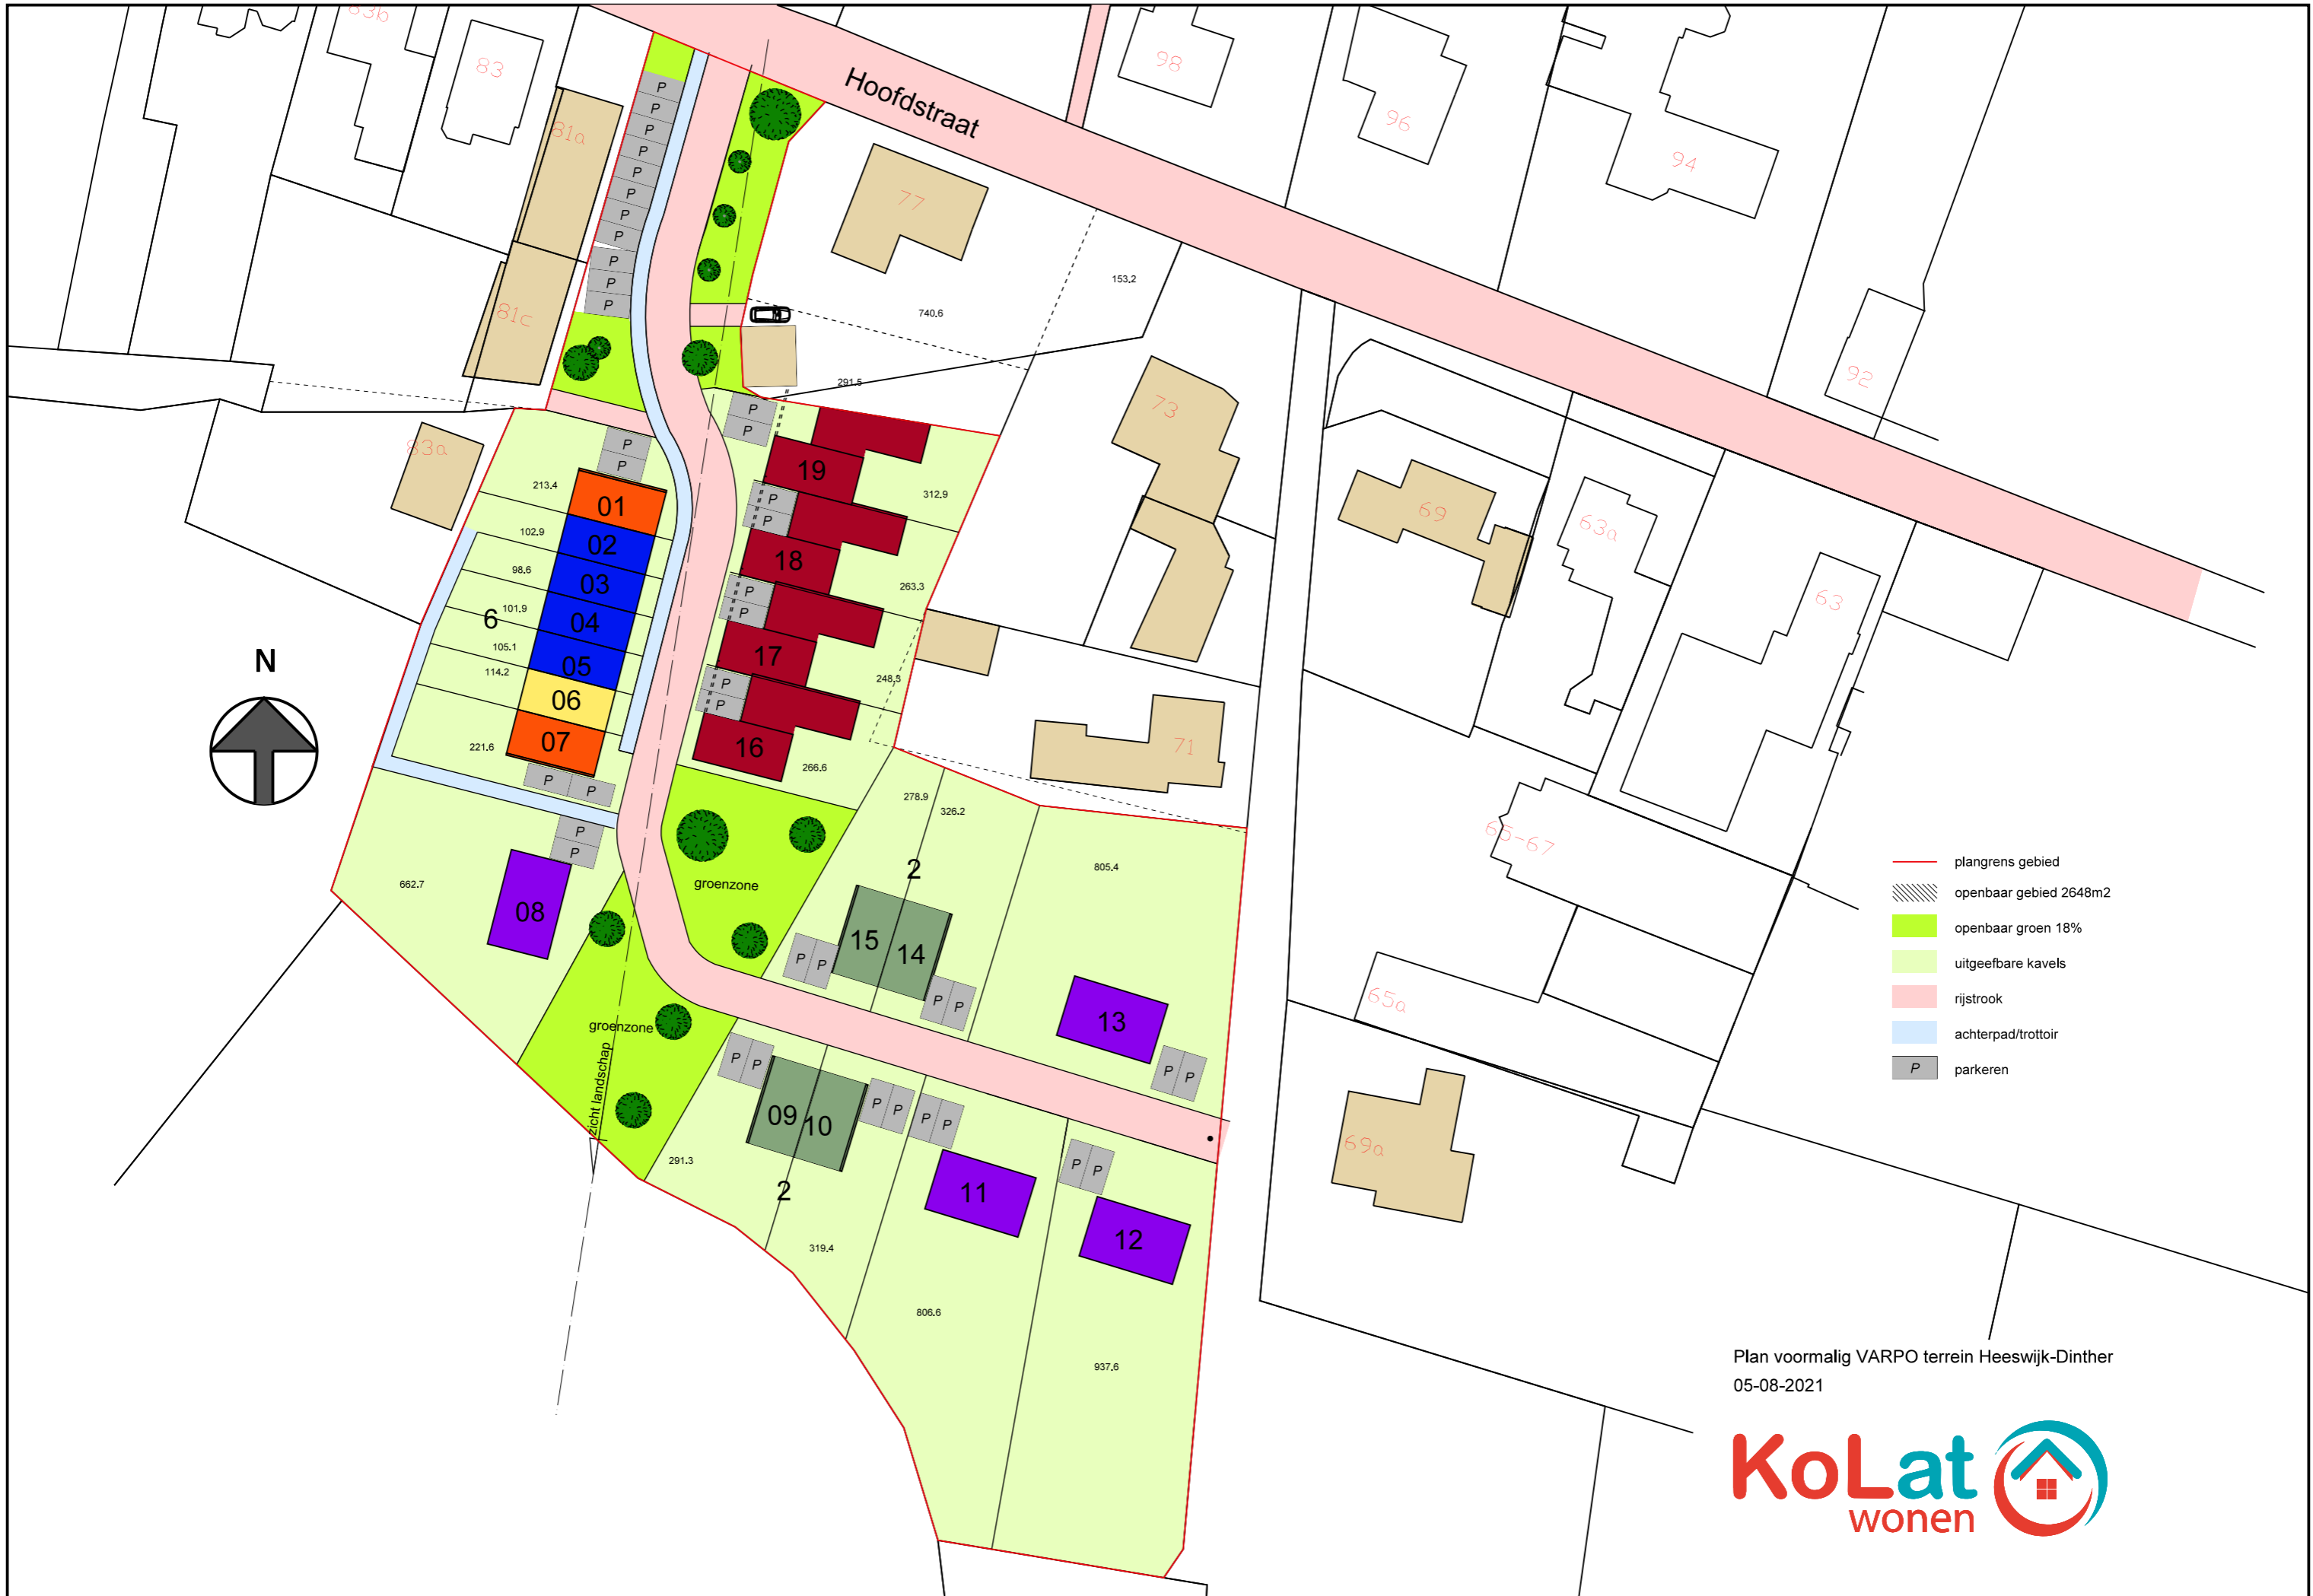 83b
83
81a
81c
83a
98
96
94
92
Hoofdstraat
77
73
69
63a
63
71
65-67
65a
69a
P
P
P
P
P
P
P
P
P
P
P
153.2
740.6
291.5
P
P
P
P
213.4
01
102.9
02
98.6
03
101.9
6
04
105.1
05
114.2
06
221.6
07
P P
19
312.9
P
P
18
263.3
P
P
17
248.3
P
P
16
266.6
N
P
P
662.7
08
groenzone
278.9
326.2
2
805.4
15
14
P P
P P
13
P P
groenzone
zicht landschap
P P
09
10
P P
P P
291.3
2
319.4
11
P P
12
806.6
937.6
plangrens gebied
openbaar gebied 2648m2
openbaar groen 18%
uitgeefbare kavels
rijstrook
achterpad/trottoir
P parkeren
Plan voormalig VARPO terrein Heeswijk-Dinther
05-08-2021
KoLat
wonen